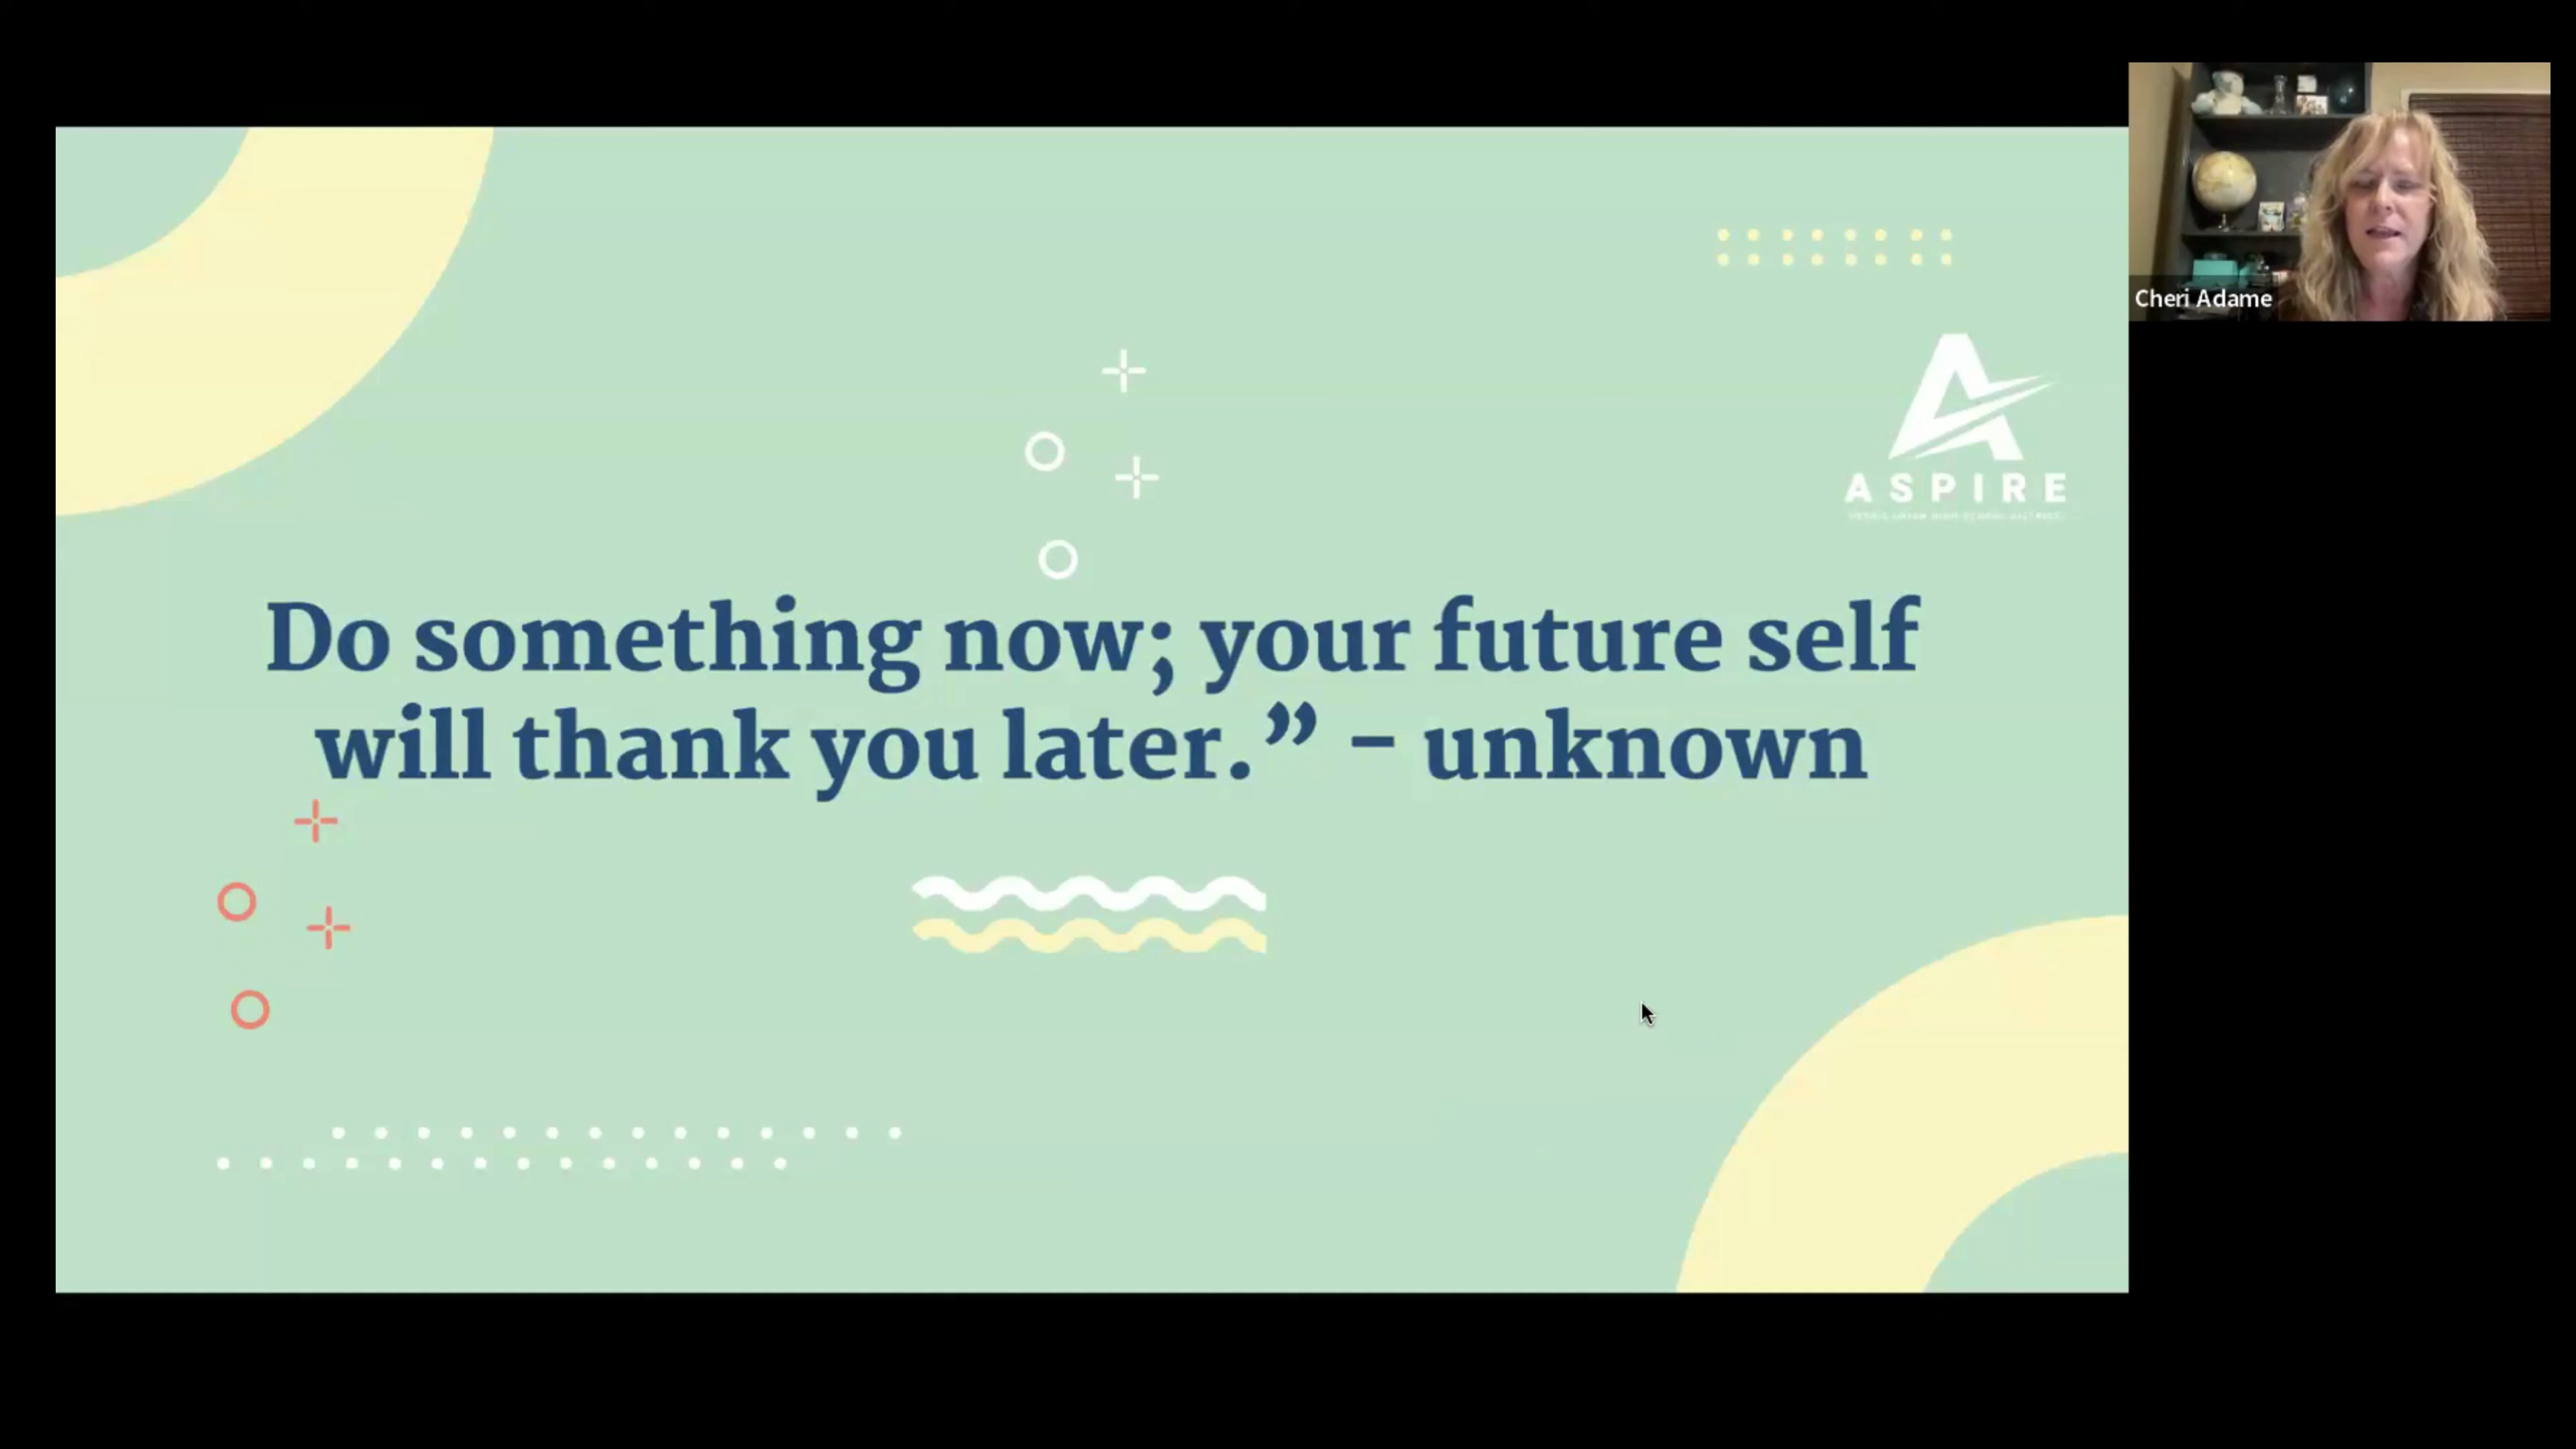 Cheri Adame
ASPIRE
Do something now; your future self
will thank you later.” – unknown